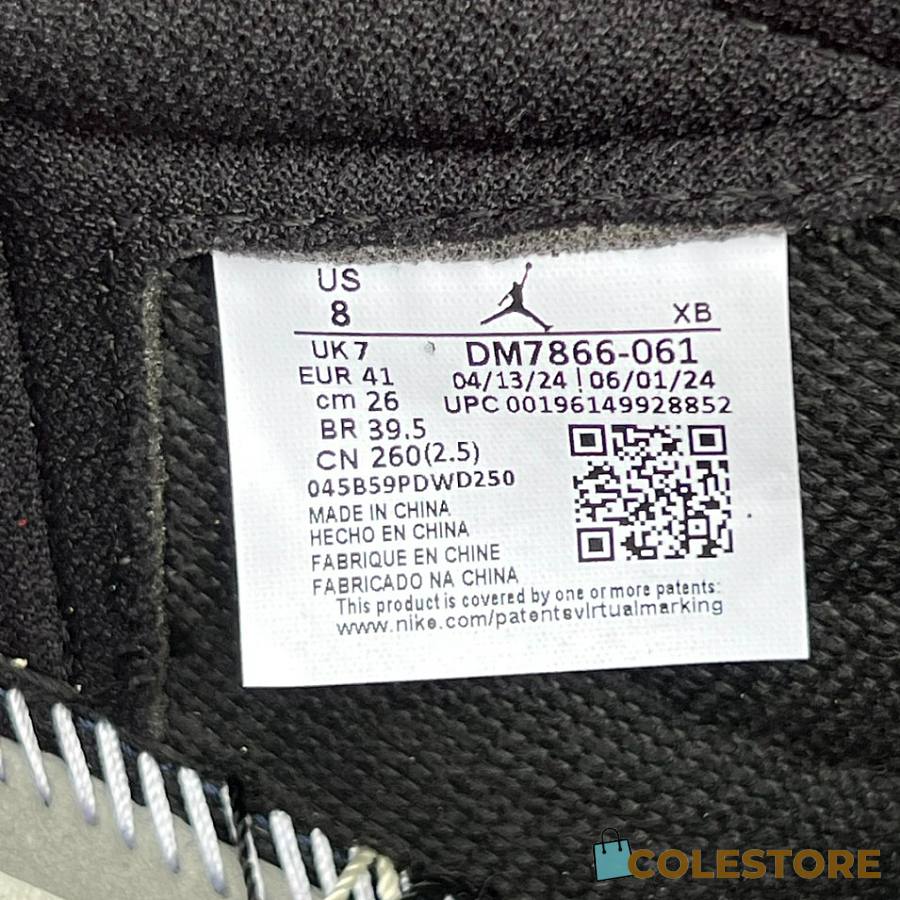 US
8
XB
UK 7
DM7866-061
EUR 41
04/13/24 | 06/01/24
cm 26
UPC 00196149928852
BR 39.5
CN 260(2.5)
045B59PDWD250
MADE IN CHINA
HECHO EN CHINA
FABRIQUE EN CHINE
FABRICADO NA CHINA
This product is covered by one or more patents:
www.nike.com/patentsvirtualmarking
COLESTORE